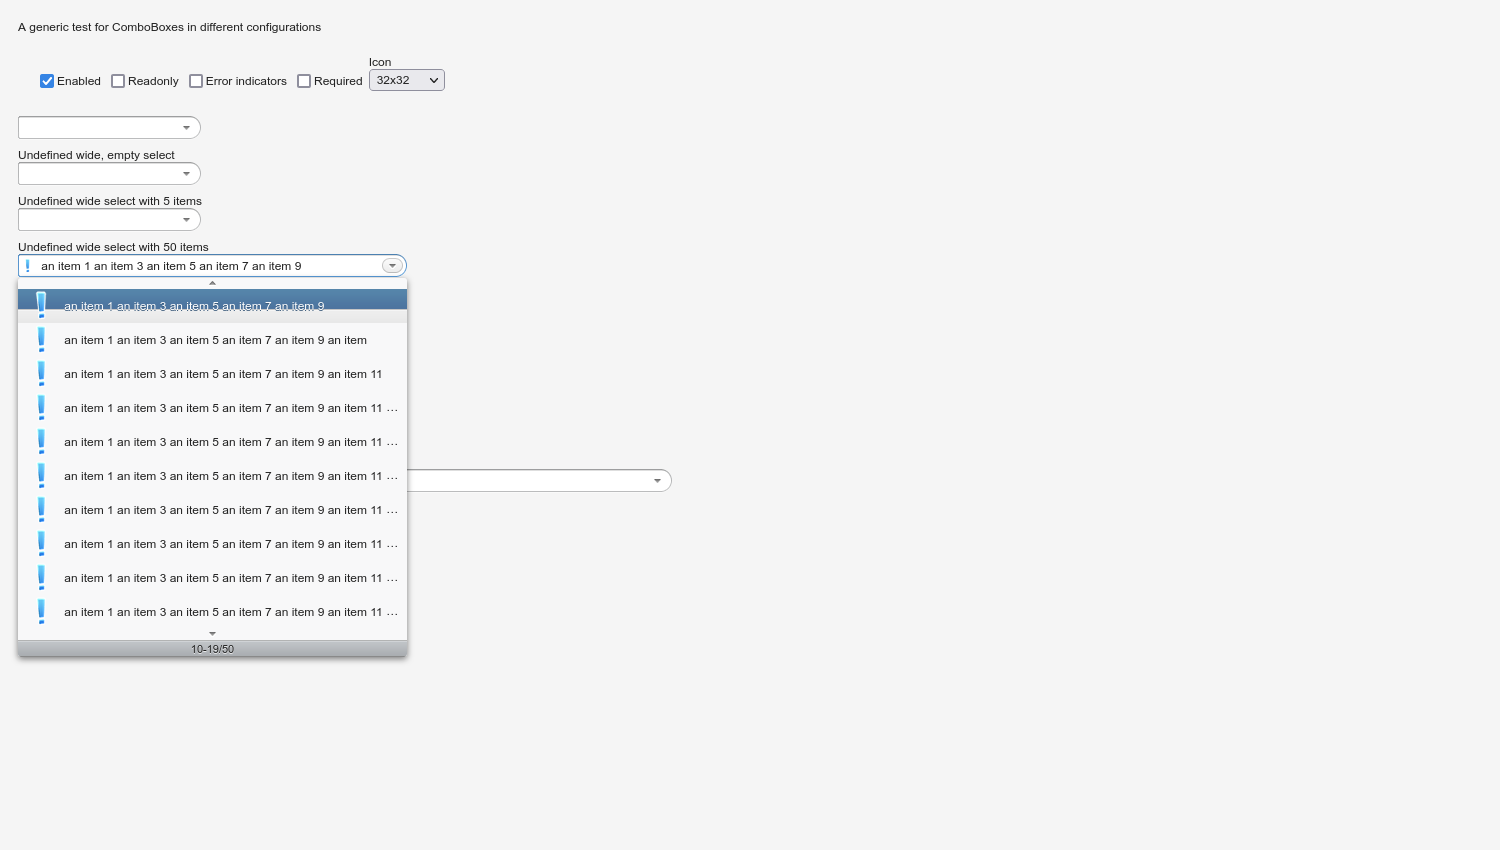 A generic test for ComboBoxes in different configurations
Icon
Enabled Readonly Error indicators Required 32x32
Undefined wide, empty select
Undefined wide select with 5 items
Undefined wide select with 50 items
an item 1 an item 3 an item 5 an item 7 an item 9
an item 1 an item 3 an item 5 an item 7 an item 9
an item 1 an item 3 an item 5 an item 7 an item 9 an item
an item 1 an item 3 an item 5 an item 7 an item 9 an item 11
an item 1 an item 3 an item 5 an item 7 an item 9 an item 11 ...
an item 1 an item 3 an item 5 an item 7 an item 9 an item 11 ...
an item 1 an item 3 an item 5 an item 7 an item 9 an item 11 ...
an item 1 an item 3 an item 5 an item 7 an item 9 an item 11 ...
an item 1 an item 3 an item 5 an item 7 an item 9 an item 11 ...
an item 1 an item 3 an item 5 an item 7 an item 9 an item 11 ...
an item 1 an item 3 an item 5 an item 7 an item 9 an item 11 ...
10-19/50